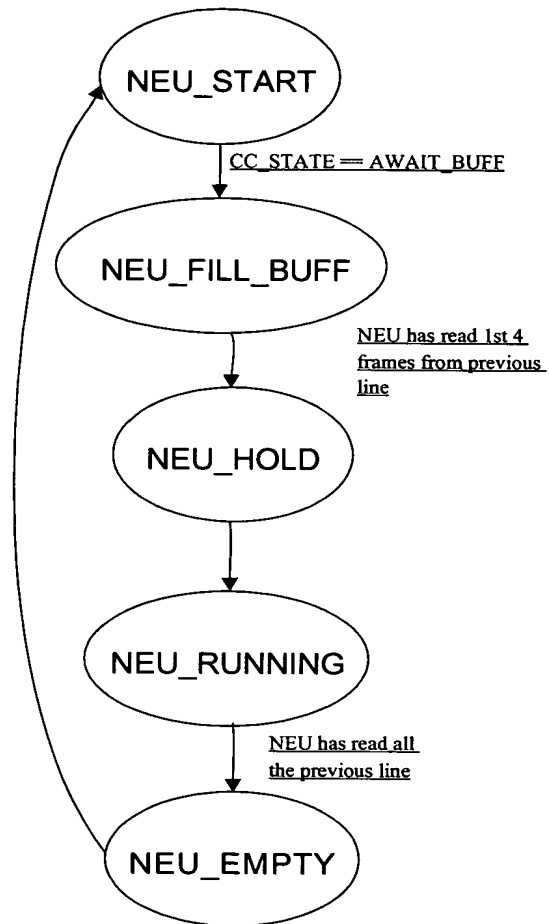 NEU_START
CC_STATE == AWAIT_BUFF
NEU_FILL_BUFF
NEU has read 1st 4
frames from previous
line
NEU_HOLD
NEU_RUNNING
NEU has read all
the previous line
NEU_EMPTY